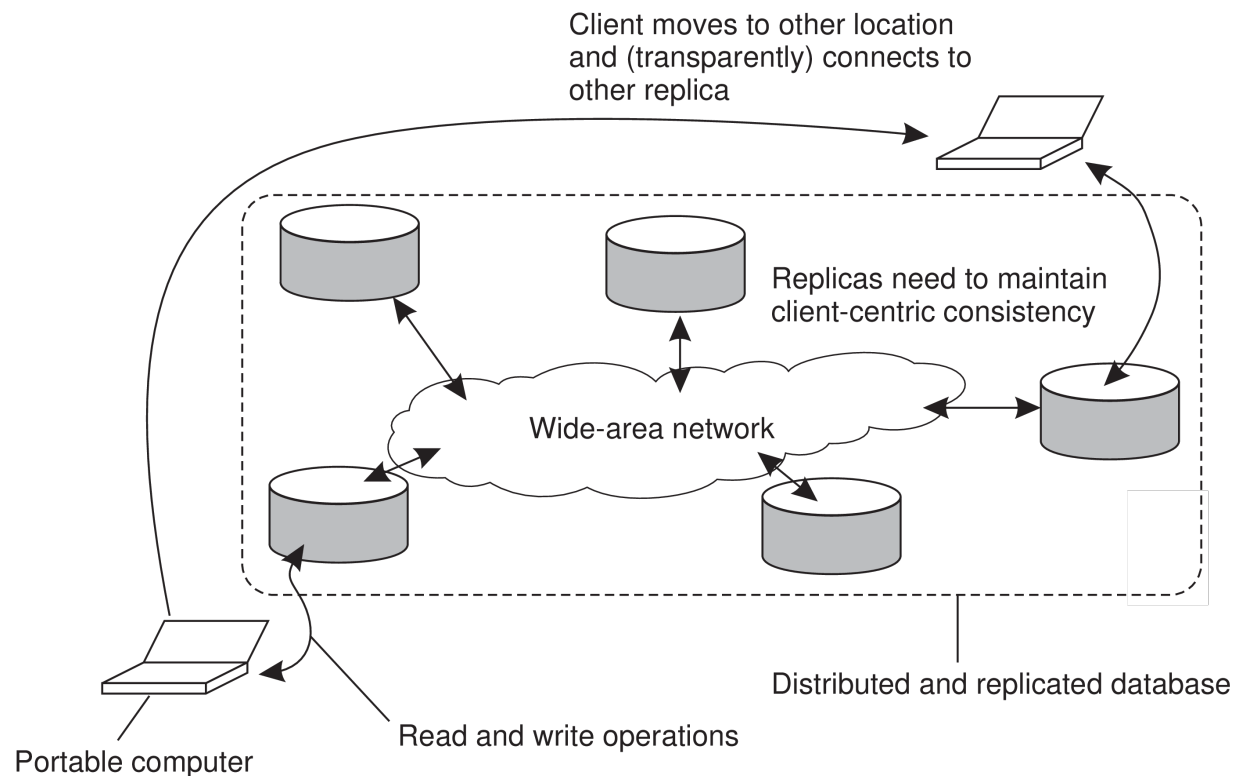 Client moves to other location
and (transparently) connects to
other replica
Replicas need to maintain
client-centric consistency
Wide-area network
Distributed and replicated database
Read and write operations
Portable computer